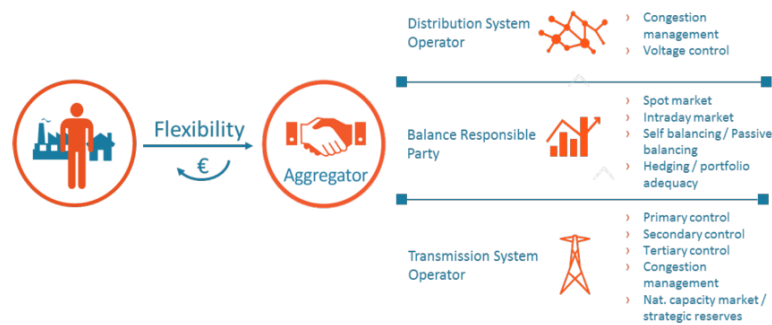 Flexibility
€
Aggregator
Distribution System
Operator
› Congestion
management
› Voltage control
Balance Responsible
Party
› Spot market
› Intraday market
› Self balancing / Passive
balancing
› Hedging / portfolio
adequacy
Transmission System
Operator
› Primary control
› Secondary control
› Tertiary control
› Congestion
management
› Nat. capacity market /
strategic reserves